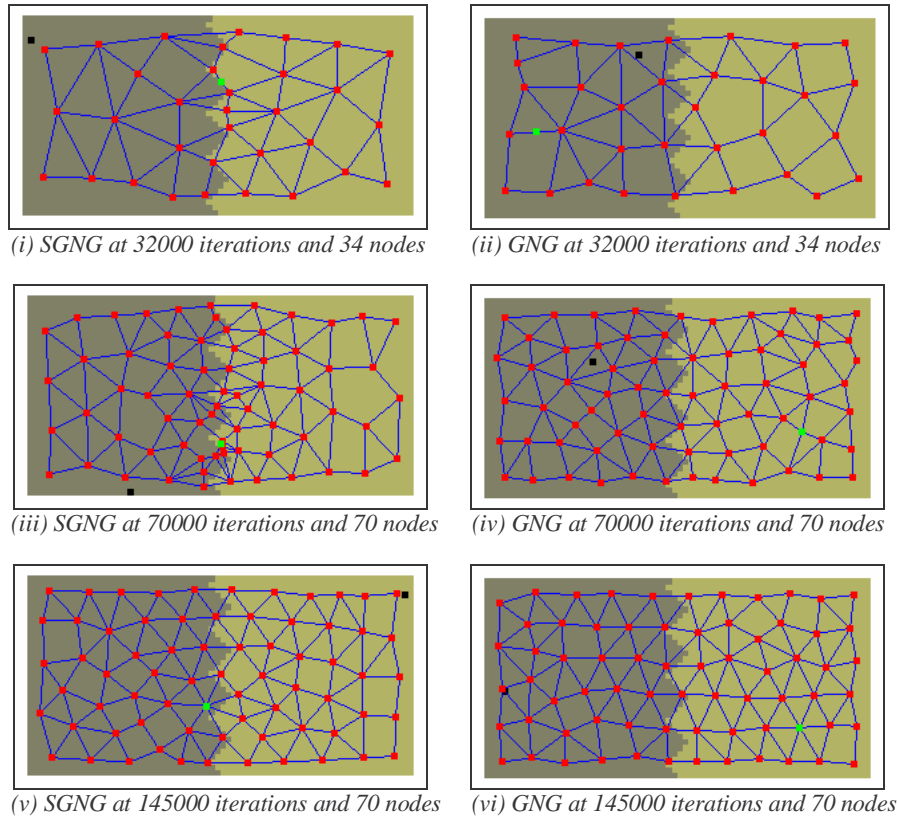 (i) SGNG at 32000 iterations and 34 nodes
(ii) GNG at 32000 iterations and 34 nodes
(iii) SGNG at 70000 iterations and 70 nodes
(iv) GNG at 70000 iterations and 70 nodes
(v) SGNG at 145000 iterations and 70 nodes
(vi) GNG at 145000 iterations and 70 nodes